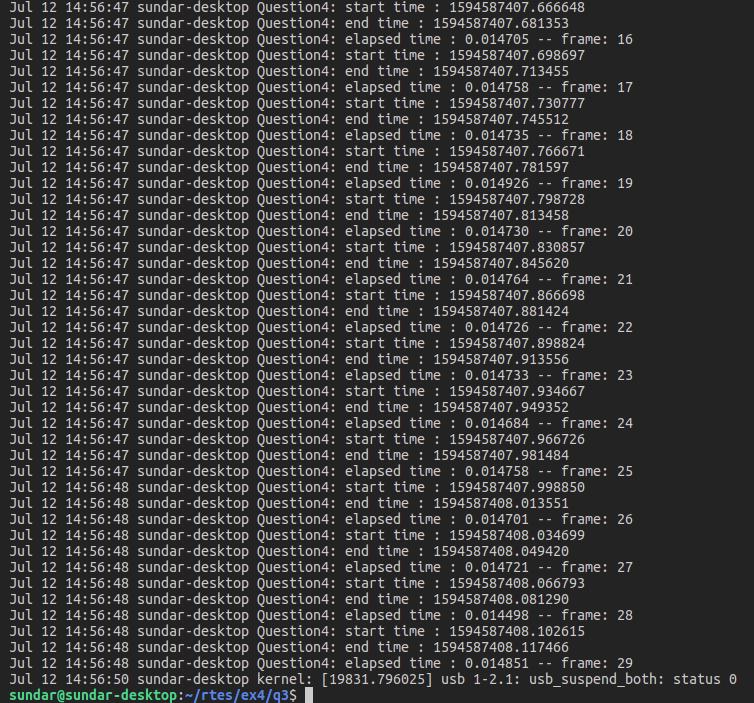 Jul 12 14:56:47 sundar-desktop Question4: start time : 1594587407.666648
Jul 12 14:56:47 sundar-desktop Question4: end time : 1594587407.681353
Jul 12 14:56:47 sundar-desktop Question4: elapsed time : 0.014705 -- frame: 16
Jul 12 14:56:47 sundar-desktop Question4: start time : 1594587407.698697
Jul 12 14:56:47 sundar-desktop Question4: end time : 1594587407.713455
Jul 12 14:56:47 sundar-desktop Question4: elapsed time : 0.014758 -- frame: 17
Jul 12 14:56:47 sundar-desktop Question4: start time : 1594587407.730777
Jul 12 14:56:47 sundar-desktop Question4: end time : 1594587407.745512
Jul 12 14:56:47 sundar-desktop Question4: elapsed time : 0.014735 -- frame: 18
Jul 12 14:56:47 sundar-desktop Question4: start time : 1594587407.766671
Jul 12 14:56:47 sundar-desktop Question4: end time : 1594587407.781597
Jul 12 14:56:47 sundar-desktop Question4: elapsed time : 0.014926 -- frame: 19
Jul 12 14:56:47 sundar-desktop Question4: start time : 1594587407.798728
Jul 12 14:56:47 sundar-desktop Question4: end time : 1594587407.813458
Jul 12 14:56:47 sundar-desktop Question4: elapsed time : 0.014730 -- frame: 20
Jul 12 14:56:47 sundar-desktop Question4: start time : 1594587407.830857
Jul 12 14:56:47 sundar-desktop Question4: end time : 1594587407.845620
Jul 12 14:56:47 sundar-desktop Question4: elapsed time : 0.014764 -- frame: 21
Jul 12 14:56:47 sundar-desktop Question4: start time : 1594587407.866698
Jul 12 14:56:47 sundar-desktop Question4: end time : 1594587407.881424
Jul 12 14:56:47 sundar-desktop Question4: elapsed time : 0.014726 -- frame: 22
Jul 12 14:56:47 sundar-desktop Question4: start time : 1594587407.898824
Jul 12 14:56:47 sundar-desktop Question4: end time : 1594587407.913556
Jul 12 14:56:47 sundar-desktop Question4: elapsed time : 0.014733 -- frame: 23
Jul 12 14:56:47 sundar-desktop Question4: start time : 1594587407.934667
Jul 12 14:56:47 sundar-desktop Question4: end time : 1594587407.949352
Jul 12 14:56:47 sundar-desktop Question4: elapsed time : 0.014684 -- frame: 24
Jul 12 14:56:47 sundar-desktop Question4: start time : 1594587407.966726
Jul 12 14:56:47 sundar-desktop Question4: end time : 1594587407.981484
Jul 12 14:56:47 sundar-desktop Question4: elapsed time : 0.014758 -- frame: 25
Jul 12 14:56:48 sundar-desktop Question4: start time : 1594587407.998850
Jul 12 14:56:48 sundar-desktop Question4: end time : 1594587408.013551
Jul 12 14:56:48 sundar-desktop Question4: elapsed time : 0.014701 -- frame: 26
Jul 12 14:56:48 sundar-desktop Question4: start time : 1594587408.034699
Jul 12 14:56:48 sundar-desktop Question4: end time : 1594587408.049420
Jul 12 14:56:48 sundar-desktop Question4: elapsed time : 0.014721 -- frame: 27
Jul 12 14:56:48 sundar-desktop Question4: start time : 1594587408.066793
Jul 12 14:56:48 sundar-desktop Question4: end time : 1594587408.081290
Jul 12 14:56:48 sundar-desktop Question4: elapsed time : 0.014498 -- frame: 28
Jul 12 14:56:48 sundar-desktop Question4: start time : 1594587408.102615
Jul 12 14:56:48 sundar-desktop Question4: end time : 1594587408.117466
Jul 12 14:56:48 sundar-desktop Question4: elapsed time : 0.014851 -- frame: 29
Jul 12 14:56:50 sundar-desktop kernel: [19831.796025] usb 1-2.1: usb_suspend_both: status 0
sundar@sundar-desktop:~/rtes/ex4/q3$